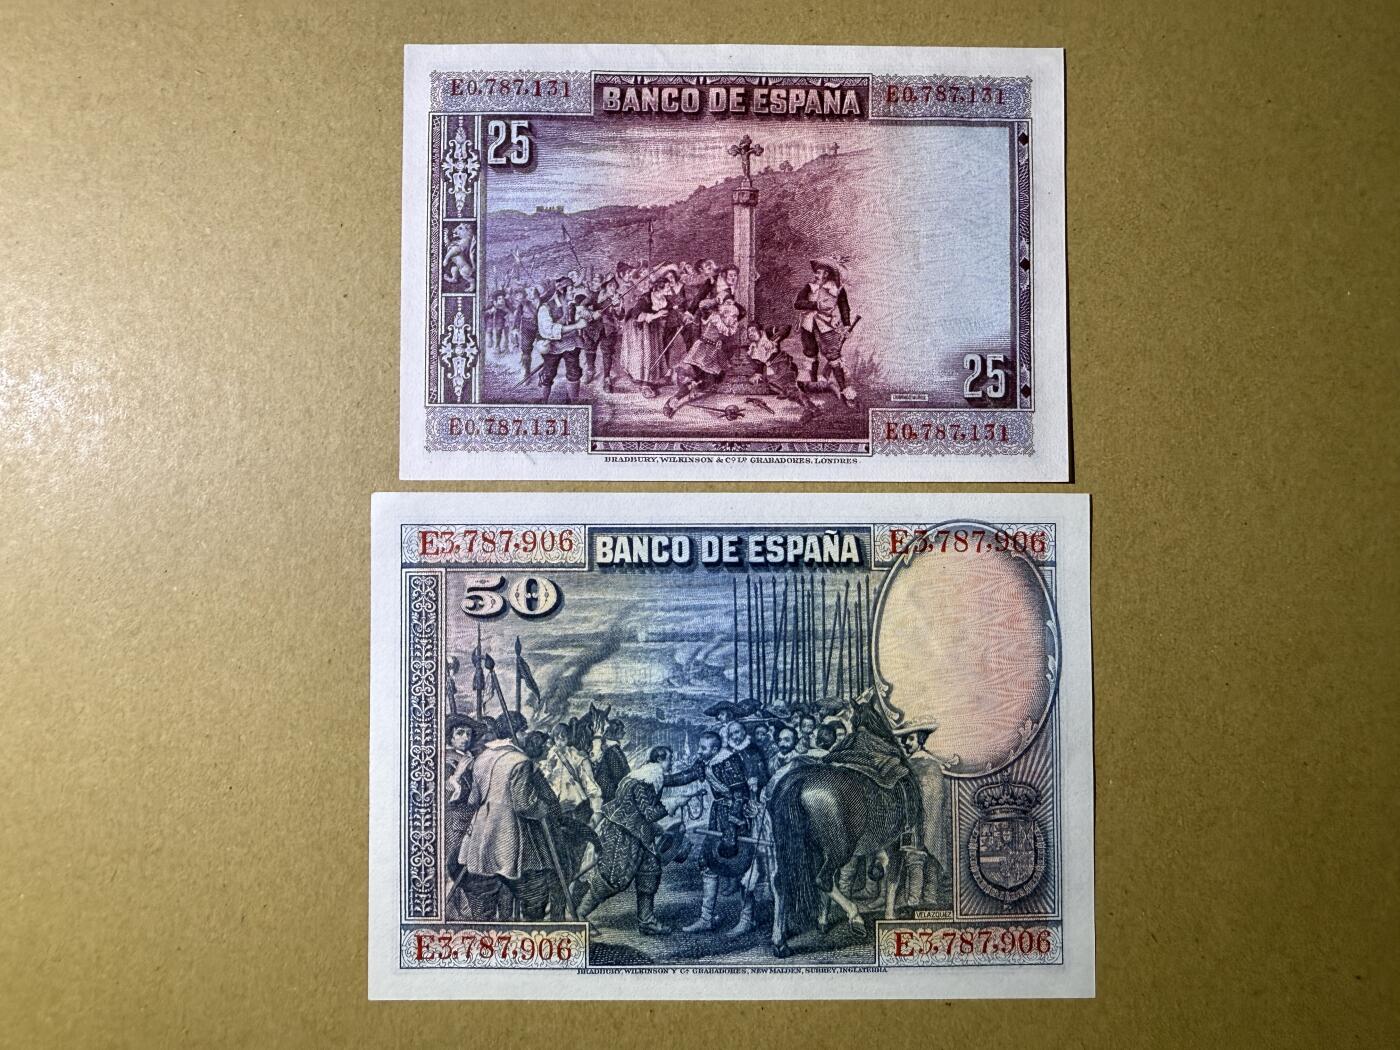 E0,787,131 BANCO DE ESPAÑA E0,787,131
25
25
E0,787,131 E0,787,131
BRADBURY, WILKINSON & Cº Lº GRABADORES, LONDRES.
E3,787,906 BANCO DE ESPAÑA E3,787,906
50
VELAZQUEZ
E3,787,906 E3,787,906
BRADBURY, WILKINSON Y Cª GRABADORES, NEW MALDEN, SURREY, INGLATERRA